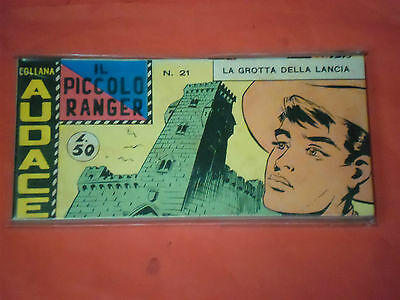 COLLANA
AUDACE
IL
PICCOLO
RANGER
N. 21
LA GROTTA DELLA LANCIA
L. 50